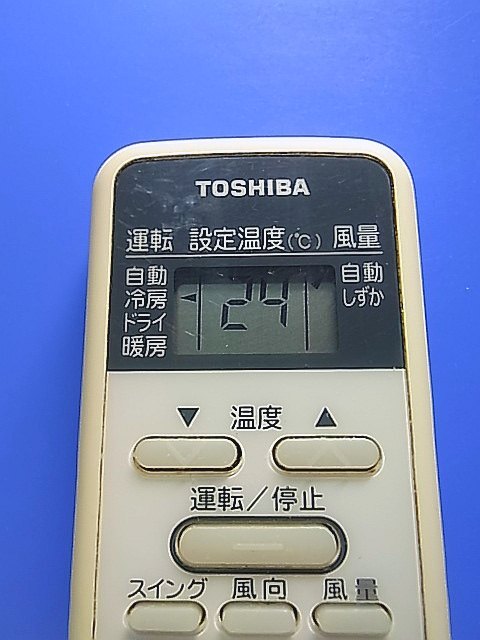 TOSHIBA
運転 設定温度(℃) 風量
自動 24 自動
冷房 しずか
ドライ
暖房
▼ 温度 ▲
運転／停止
スイング 風向 風量